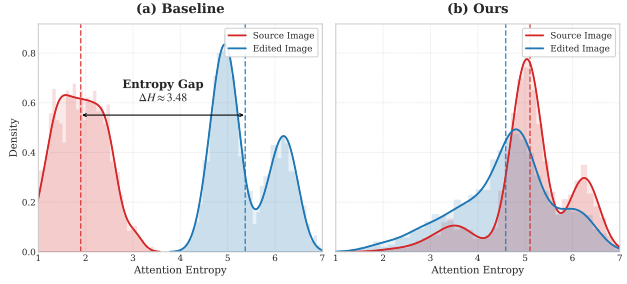 (a) Baseline
(b) Ours
Source Image
Edited Image
Entropy Gap
ΔH ≈ 3.48
Density
0.0
0.2
0.4
0.6
0.8
1 2 3 4 5 6 7
Attention Entropy
Source Image
Edited Image
1 2 3 4 5 6 7
Attention Entropy